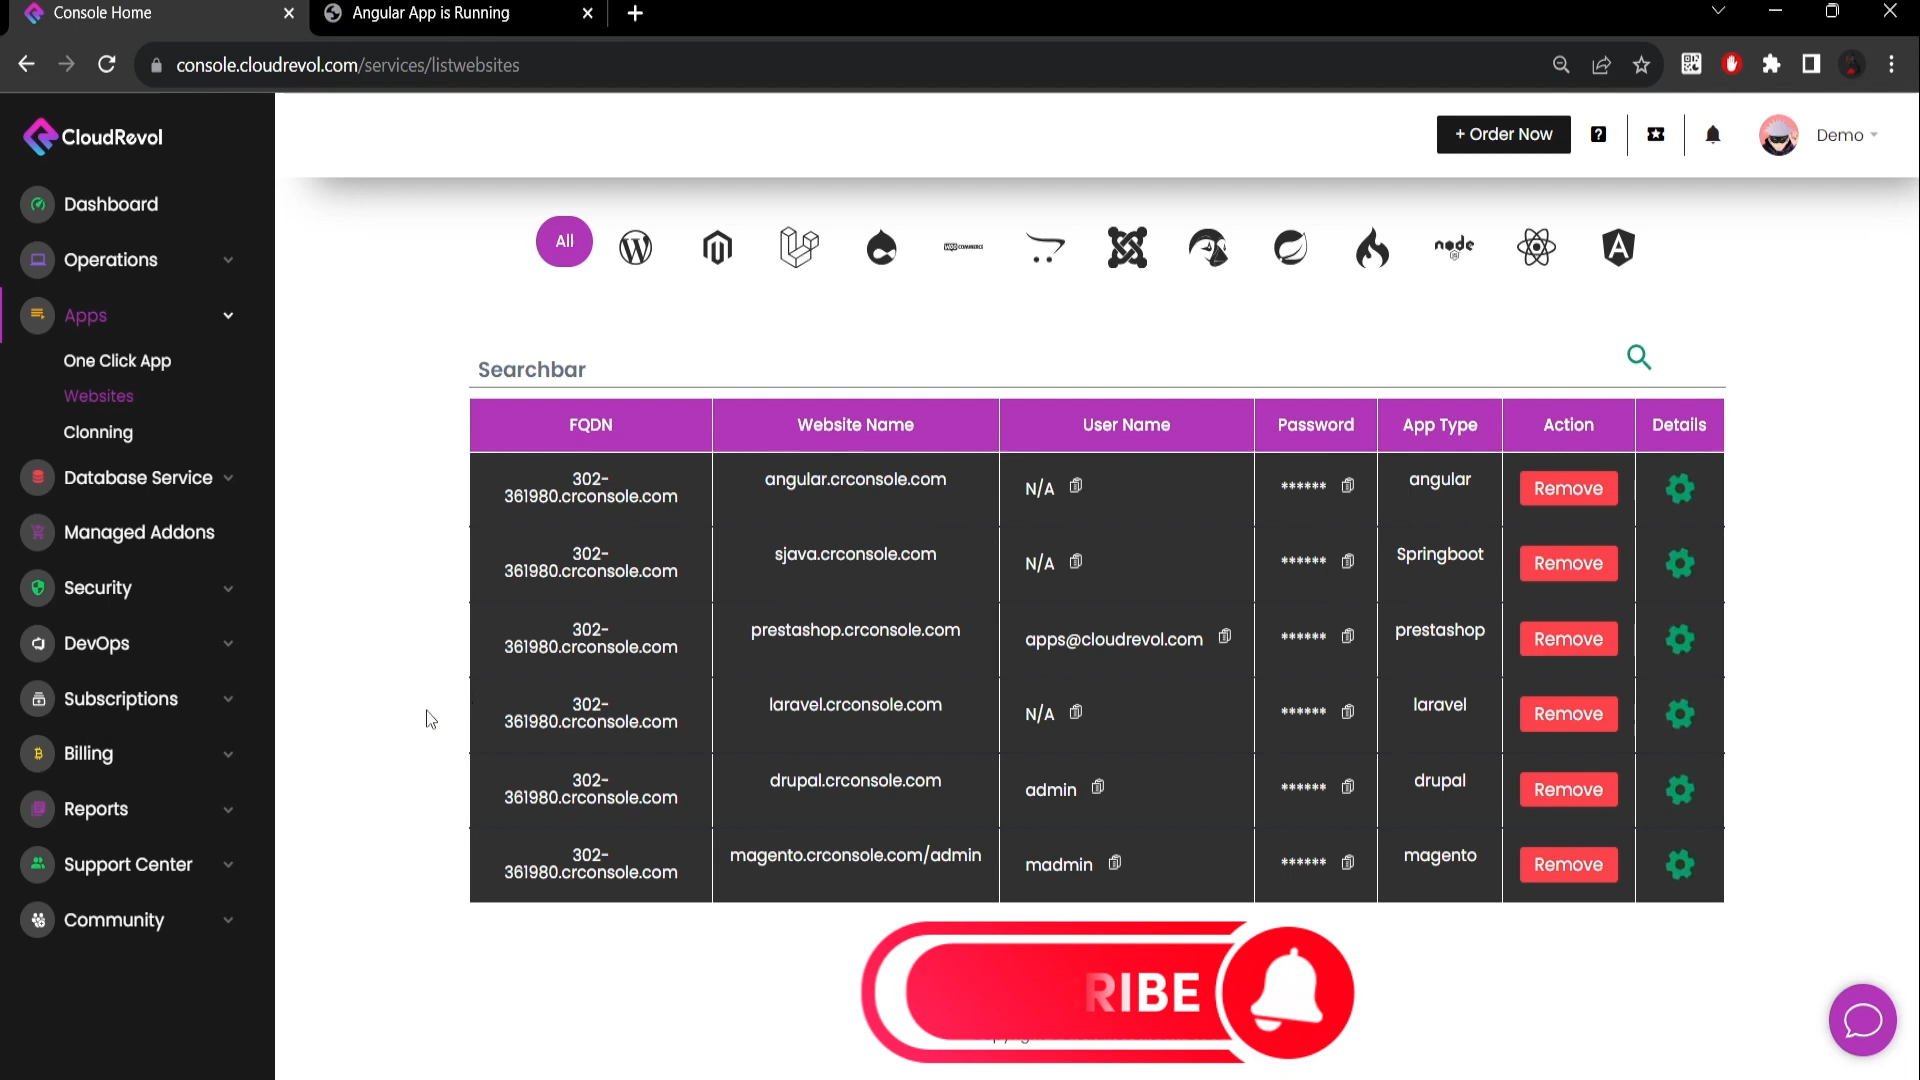 Console Home
Angular App is Running
console.cloudrevol.com/services/listwebsites
CloudRevol
+ Order Now
Demo
Dashboard
Operations
Apps
One Click App
Websites
Clonning
Database Service
Managed Addons
Security
DevOps
Subscriptions
Billing
Reports
Support Center
Community
All
WOO COMMERCE
node
Searchbar
FQDN Website Name User Name Password App Type Action Details
302-
361980.crconsole.com angular.crconsole.com N/A ****** angular Remove
302-
361980.crconsole.com sjava.crconsole.com N/A ****** Springboot Remove
302-
361980.crconsole.com prestashop.crconsole.com apps@cloudrevol.com ****** prestashop Remove
302-
361980.crconsole.com laravel.crconsole.com N/A ****** laravel Remove
302-
361980.crconsole.com drupal.crconsole.com admin ****** drupal Remove
302-
361980.crconsole.com magento.crconsole.com/admin madmin ****** magento Remove
RIBE